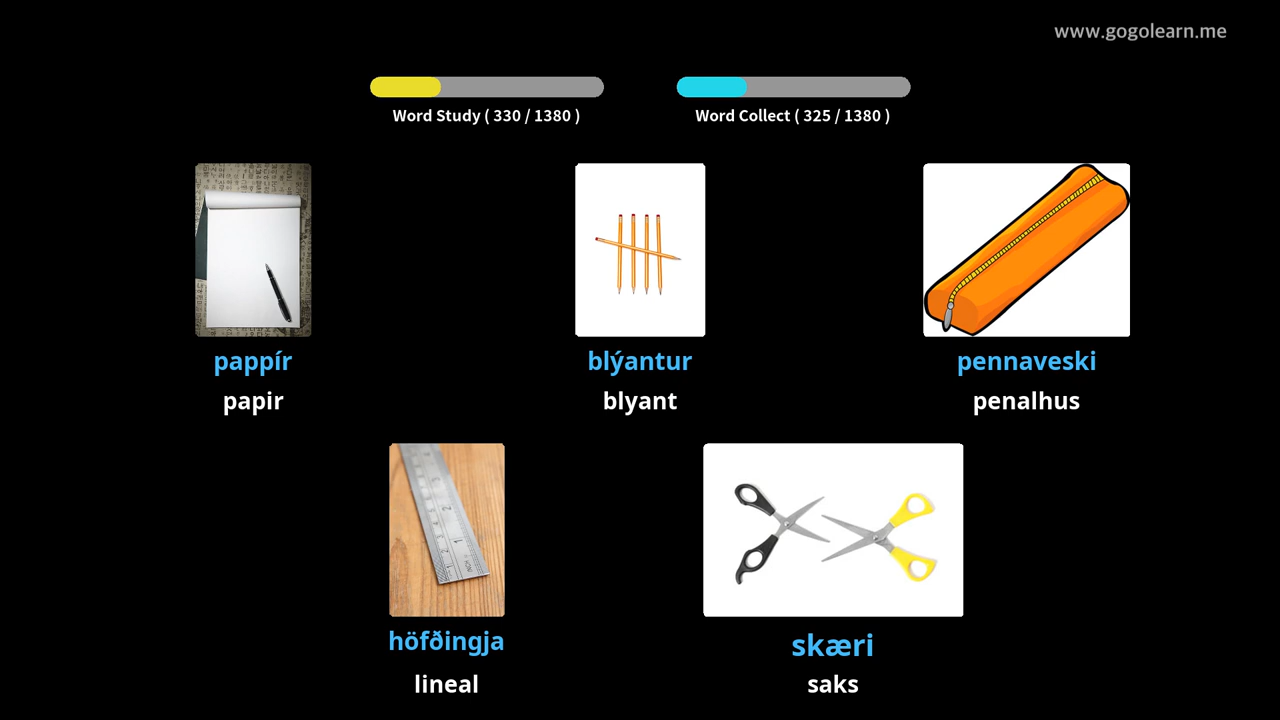 www.gogolearn.me
Word Study ( 330 / 1380 )
Word Collect ( 325 / 1380 )
pappír
blýantur
pennaveski
papir
blyant
penalhus
höfðingja
skæri
lineal
saks